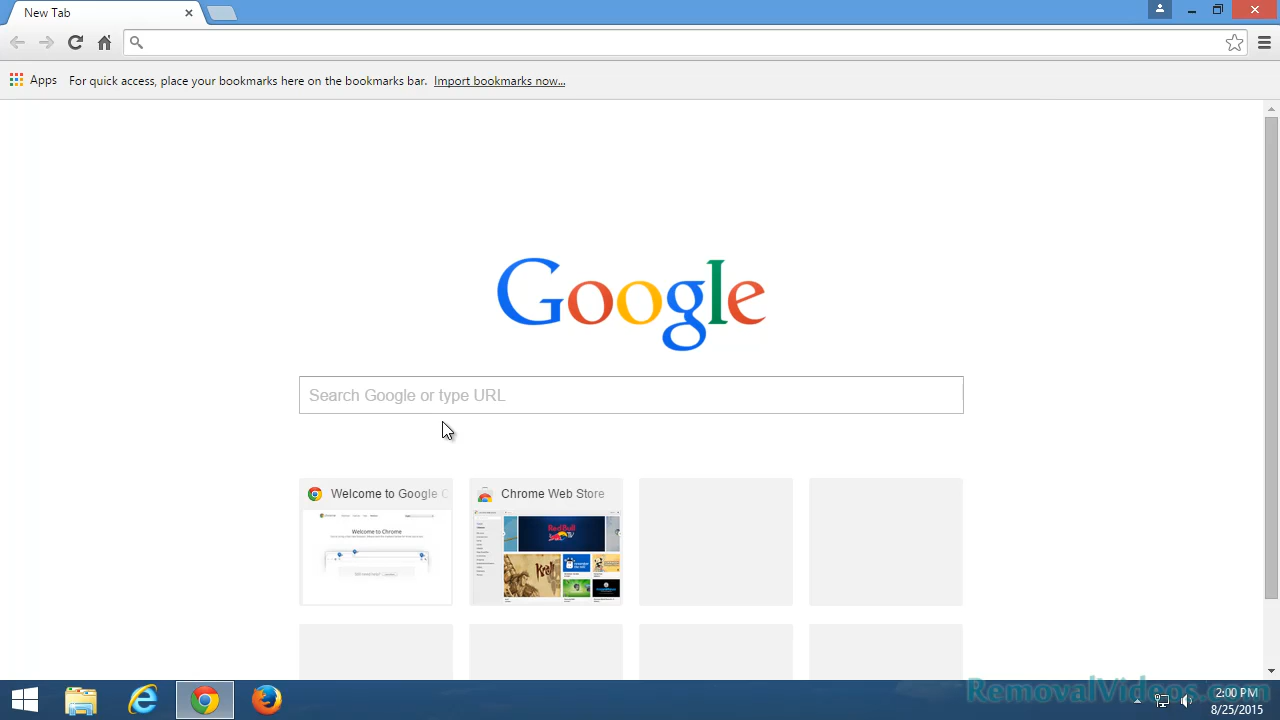 New Tab
Apps For quick access, place your bookmarks here on the bookmarks bar. Import bookmarks now...
Google
Search Google or type URL
Welcome to Google C
Chrome Web Store
Welcome to Chrome
Red Bull
RemovalVideos.com
2:00 PM
8/25/2015